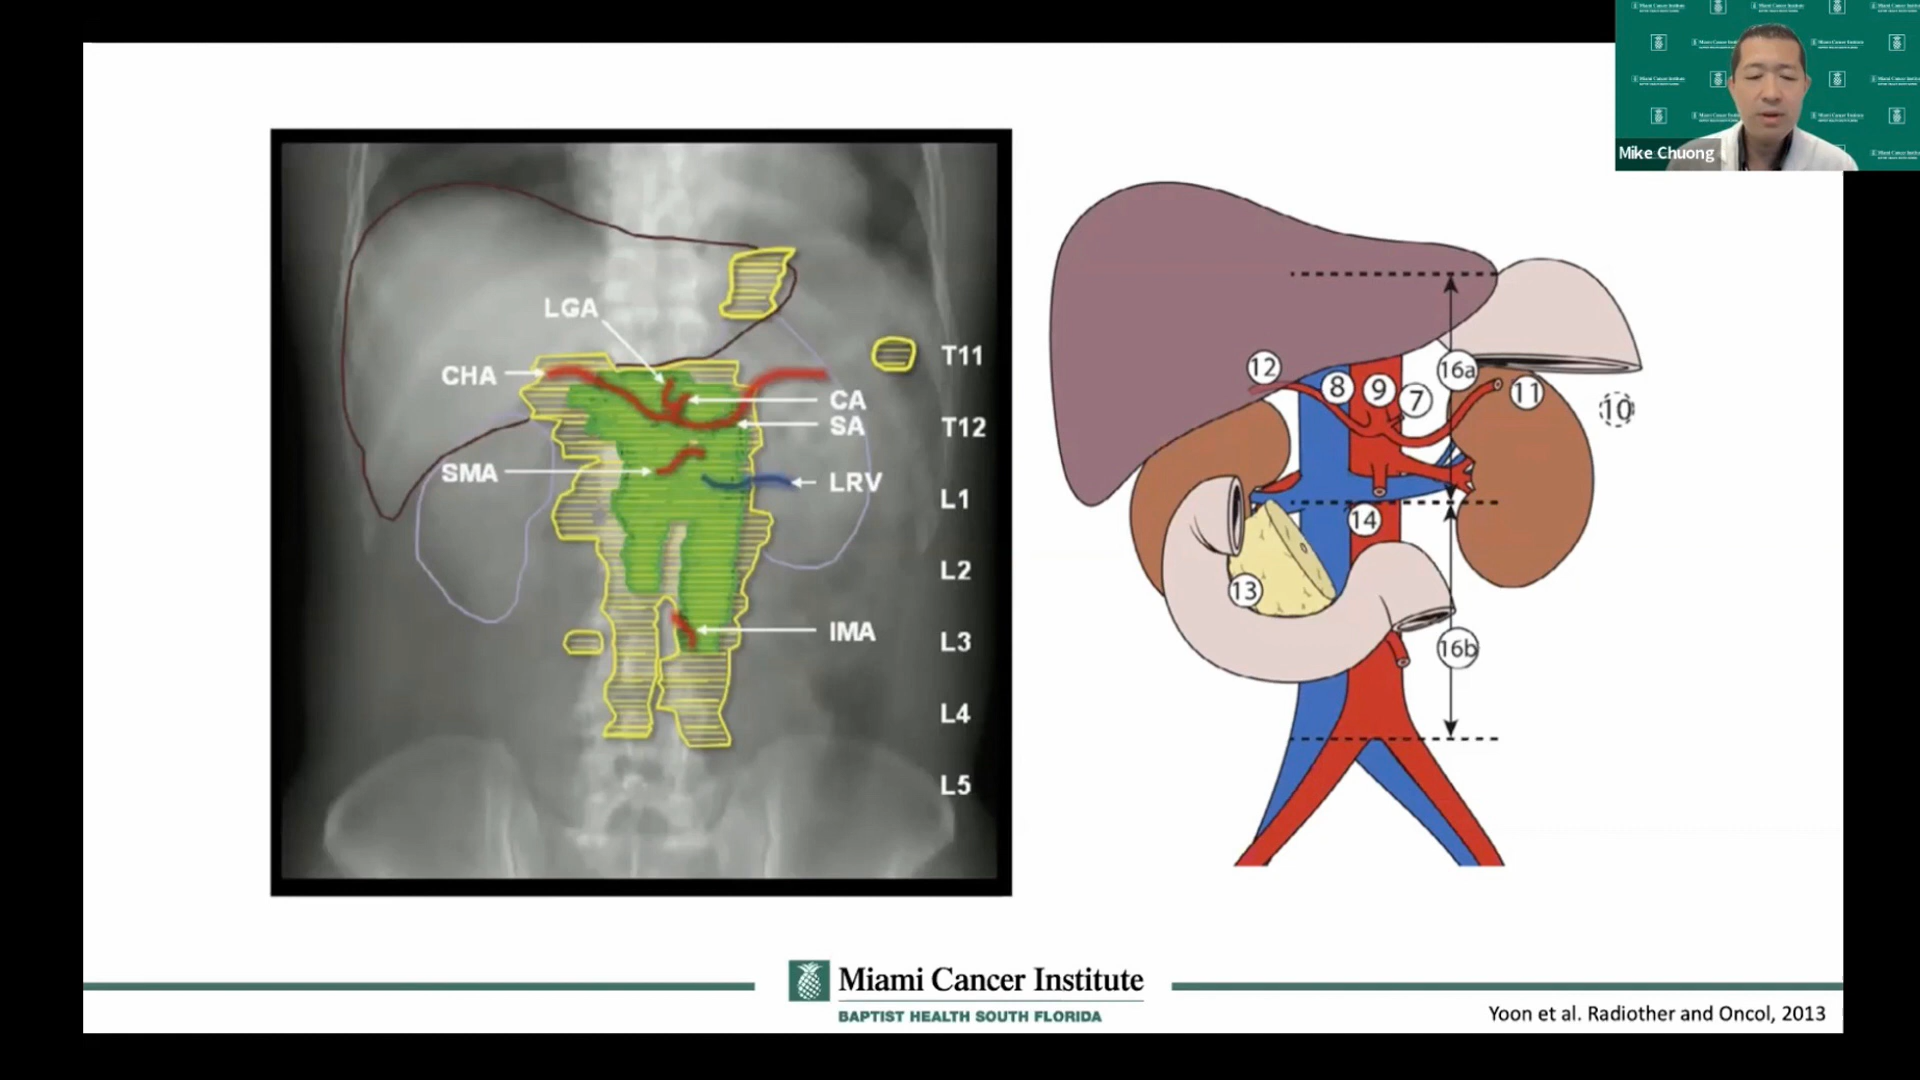 Mike Chuong
LGA
CHA
SMA
CA
SA
LRV
IMA
T11
T12
L1
L2
L3
L4
L5
12
8
9
7
16a
11
10
14
13
16b
Miami Cancer Institute
BAPTIST HEALTH SOUTH FLORIDA
Yoon et al. Radiother and Oncol, 2013